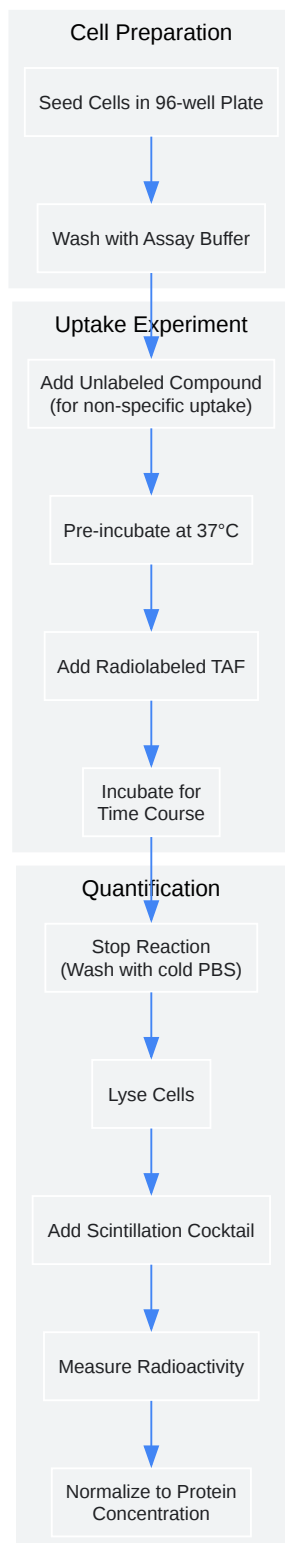 Cell Preparation
Seed Cells in 96-well Plate
Wash with Assay Buffer
Uptake Experiment
Add Unlabeled Compound
(for non-specific uptake)
Pre-incubate at 37°C
Add Radiolabeled TAF
Incubate for
Time Course
Quantification
Stop Reaction
(Wash with cold PBS)
Lyse Cells
Add Scintillation Cocktail
Measure Radioactivity
Normalize to Protein
Concentration